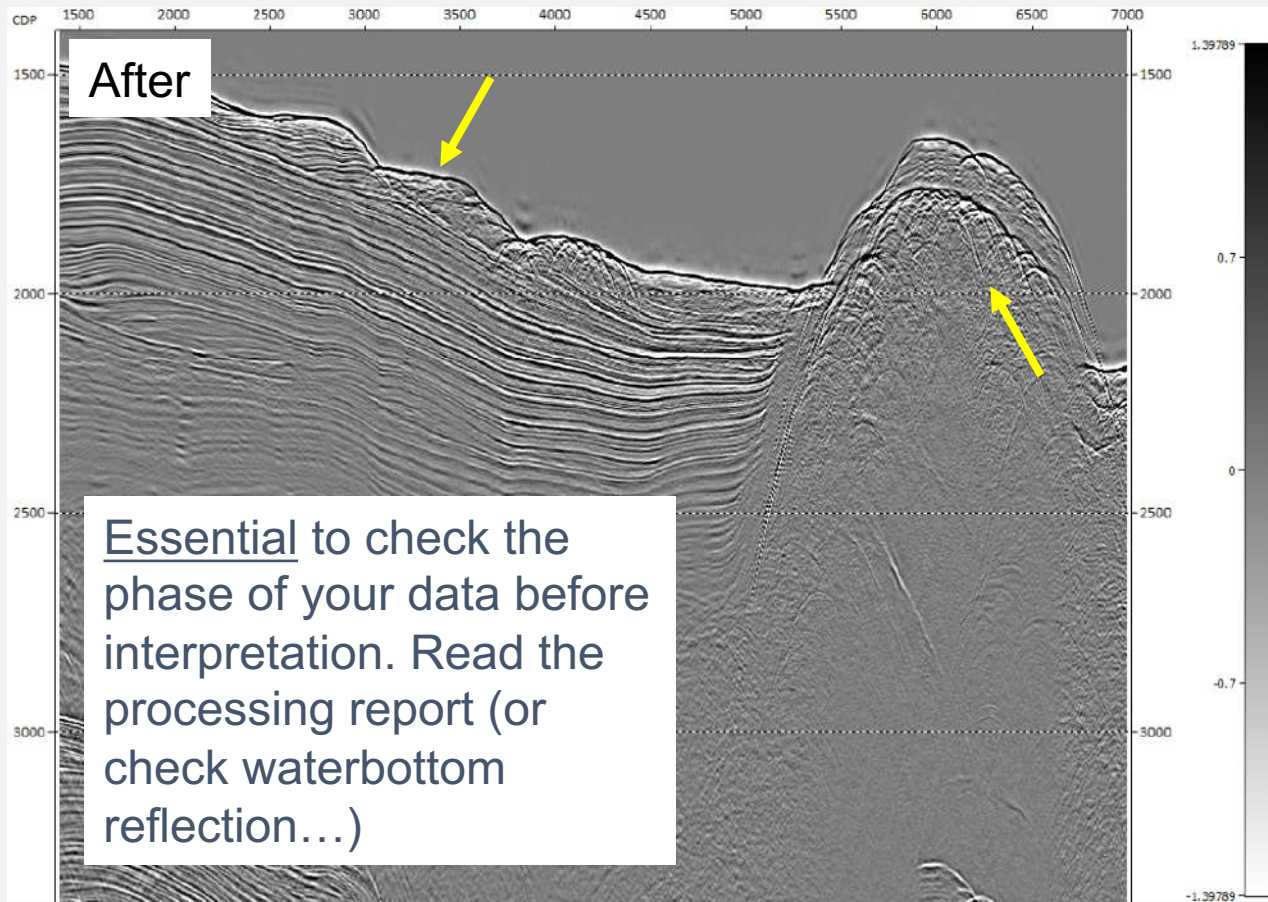 CDP 1500 2000 2500 3000 3500 4000 4500 5000 5500 6000 6500 7000
After
1500
2000
2500
3000
1500
2000
2500
3000
1.39789
0.7
0
-0.7
-1.39789
Essential to check the
phase of your data before
interpretation. Read the
processing report (or
check waterbottom
reflection…)